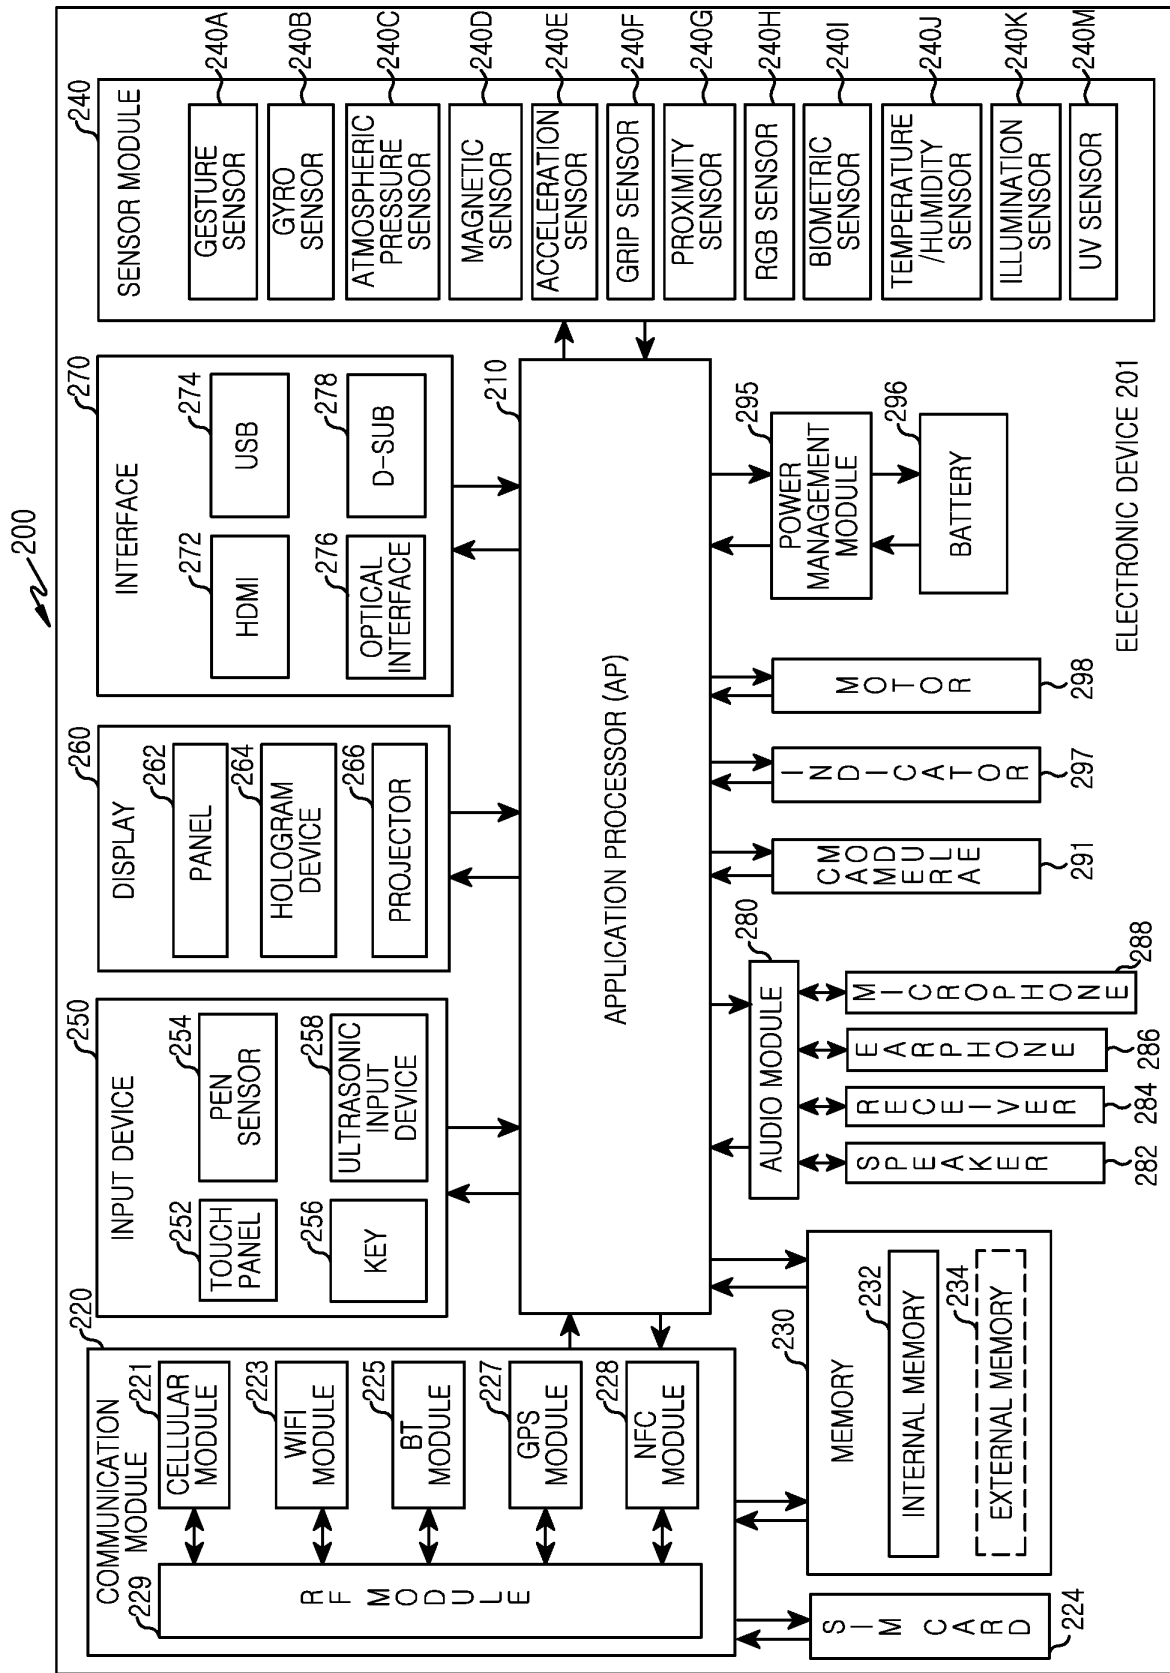 200
COMMUNICATION
MODULE
220
229
RF MODULE
221
CELLULAR
MODULE
223
WIFI
MODULE
225
BT
MODULE
227
GPS
MODULE
228
NFC
MODULE
INPUT DEVICE
250
252
TOUCH
PANEL
254
PEN
SENSOR
256
KEY
258
ULTRASONIC
INPUT
DEVICE
DISPLAY
260
262
PANEL
264
HOLOGRAM
DEVICE
266
PROJECTOR
INTERFACE
270
272
HDMI
274
USB
276
OPTICAL
INTERFACE
278
D-SUB
SENSOR MODULE
240
GESTURE
SENSOR
240A
GYRO
SENSOR
240B
ATMOSPHERIC
PRESSURE
SENSOR
240C
MAGNETIC
SENSOR
240D
ACCELERATION
SENSOR
240E
GRIP SENSOR
240F
PROXIMITY
SENSOR
240G
RGB SENSOR
240H
BIOMETRIC
SENSOR
240I
TEMPERATURE
/HUMIDITY
SENSOR
240J
ILLUMINATION
SENSOR
240K
UV SENSOR
240M
APPLICATION PROCESSOR (AP)
210
SIM CARD
224
MEMORY
230
INTERNAL MEMORY
232
EXTERNAL MEMORY
234
AUDIO MODULE
280
SPEAKER
282
RECEIVER
284
EARPHONE
286
MICROPHONE
288
CAMERA
MODULE
291
INDICATOR
297
MOTOR
298
POWER
MANAGEMENT
MODULE
295
BATTERY
296
ELECTRONIC DEVICE 201